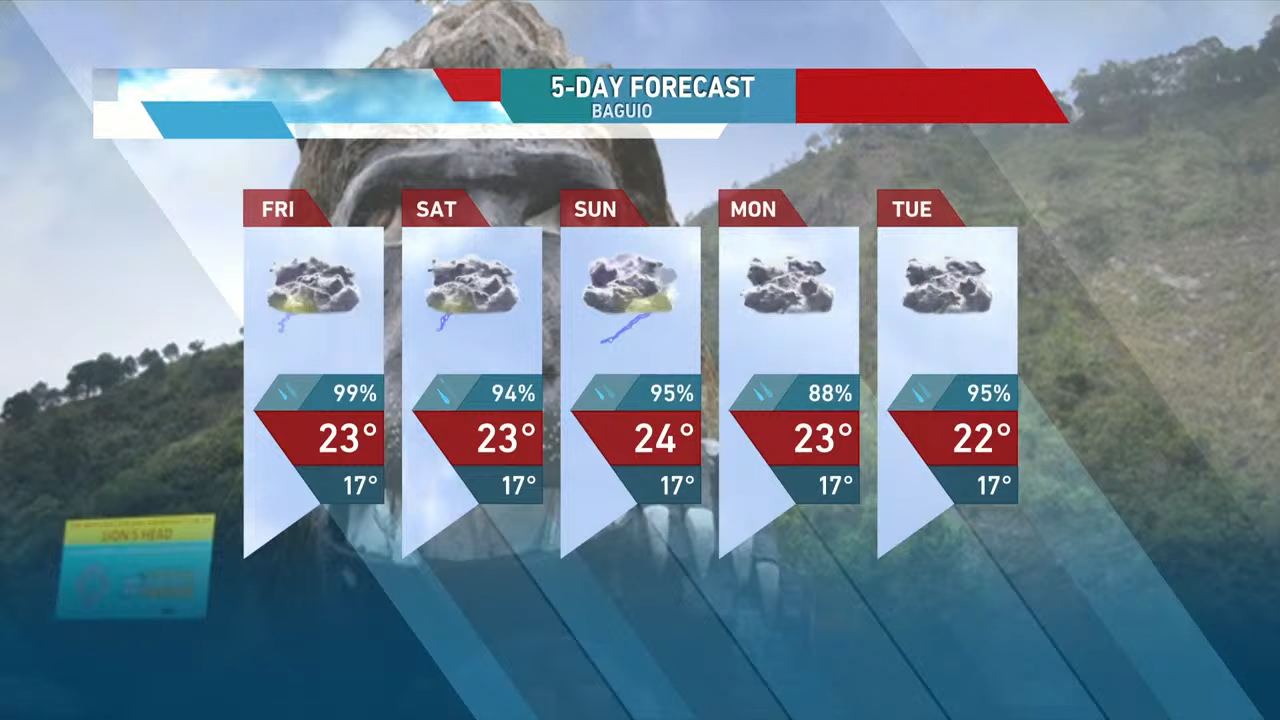 5-DAY FORECAST
BAGUIO
FRI
SAT
SUN
MON
TUE
99%
94%
95%
88%
95%
23°
23°
24°
23°
22°
17°
17°
17°
17°
17°
LION'S HEAD